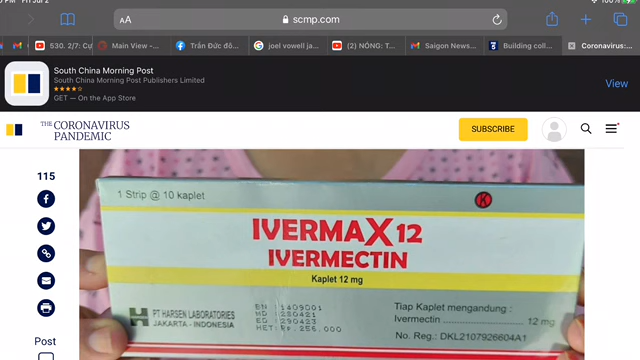 Fri Jul 2
100%
AA
scmp.com
530. 2/7: Cự
Main View -...
Trần Đức đô...
joel vowell ja...
(2) NÓNG: T...
Saigon News...
Building coll...
Coronavirus:...
South China Morning Post
South China Morning Post Publishers Limited
GET — On the App Store
View
THE CORONAVIRUS
PANDEMIC
SUBSCRIBE
115
Post
1 Strip @ 10 kaplet
K
IVERMAX 12
IVERMECTIN
Kaplet 12 mg
PT HARSEN LABORATORIES
JAKARTA - INDONESIA
BN 1409D01
MD 280421
ED 290423
HET: Rp. 256.000
Tiap Kaplet mengandung :
Ivermectin ........................... 12 mg
No. Reg.: DKL2107926604A1